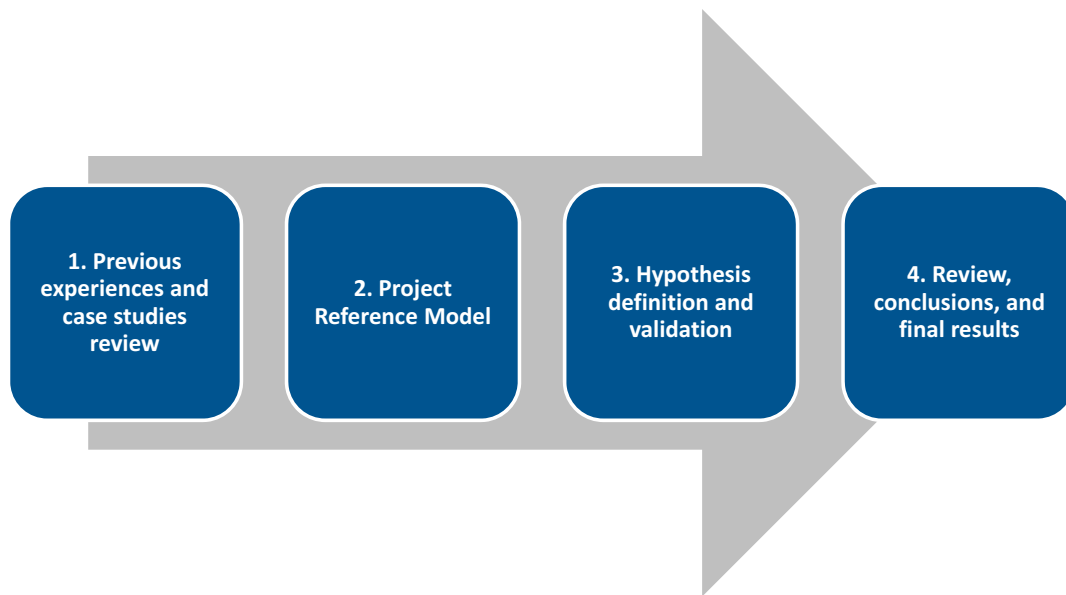 1. Previous
experiences and
case studies
review
2. Project
Reference Model
3. Hypothesis
definition and
validation
4. Review,
conclusions, and
final results